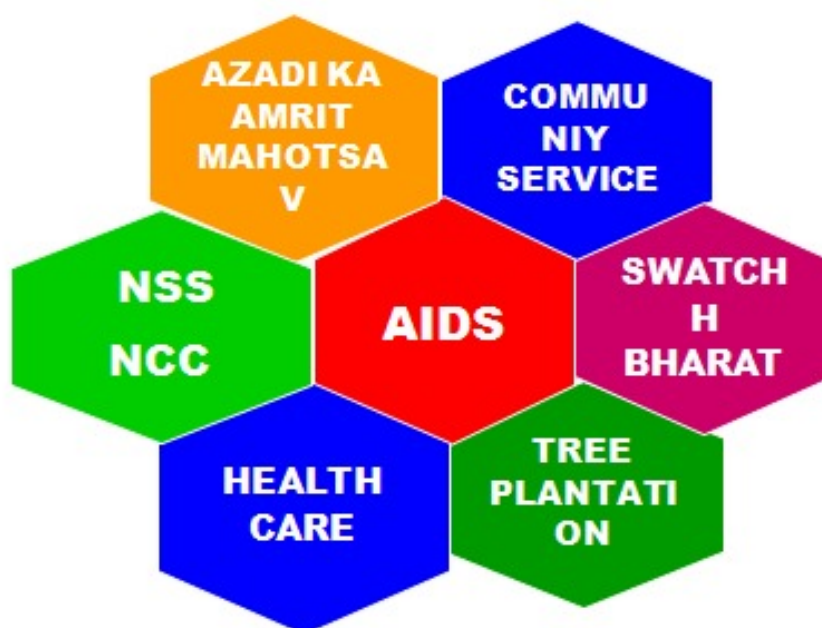 AZADI KA
AMRIT
MAHOTSA
V
COMMU
NIY
SERVICE
NSS
NCC
AIDS
SWATCH
H
BHARAT
HEALTH
CARE
TREE
PLANTATI
ON